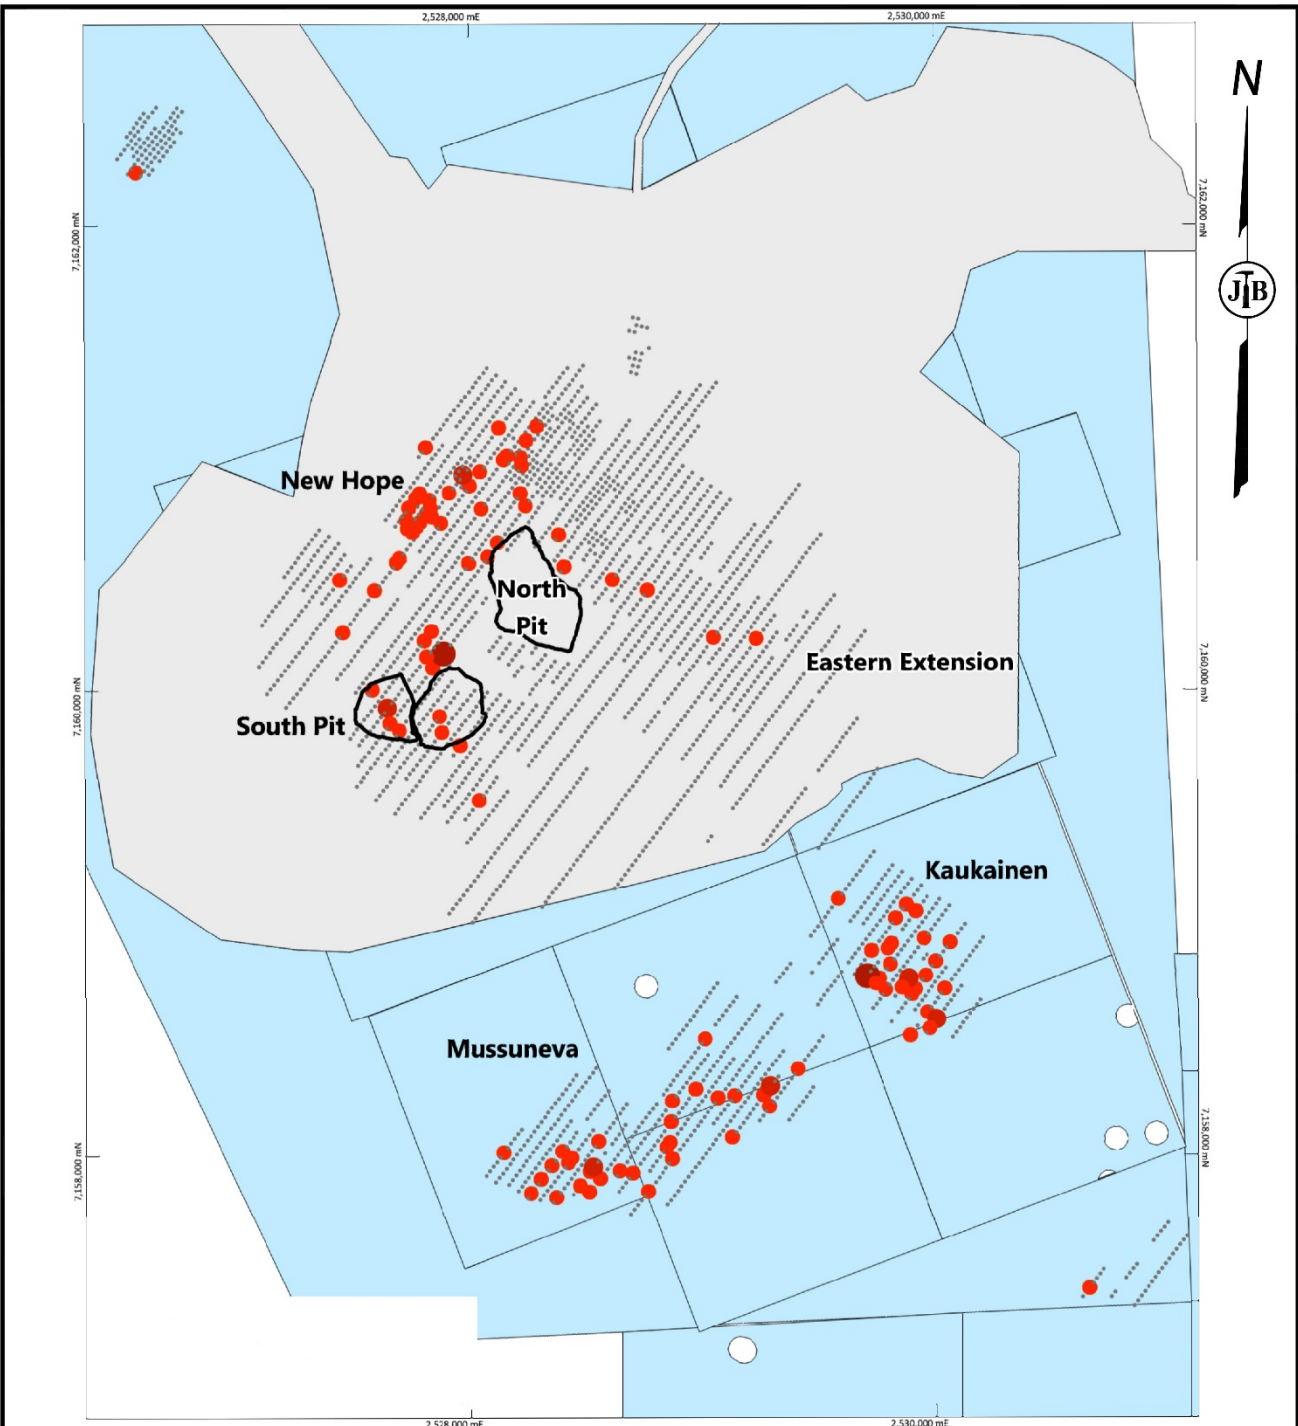 2,528,000 mE
2,530,000 mE
N
7,162,000 mN
7,162,000 mN
JTB
New Hope
North
Pit
Eastern Extension
7,160,000 mN
7,160,000 mN
South Pit
Kaukainen
Mussuneva
7,158,000 mN
7,158,000 mN
2,528,000 mE
2,530,000 mE